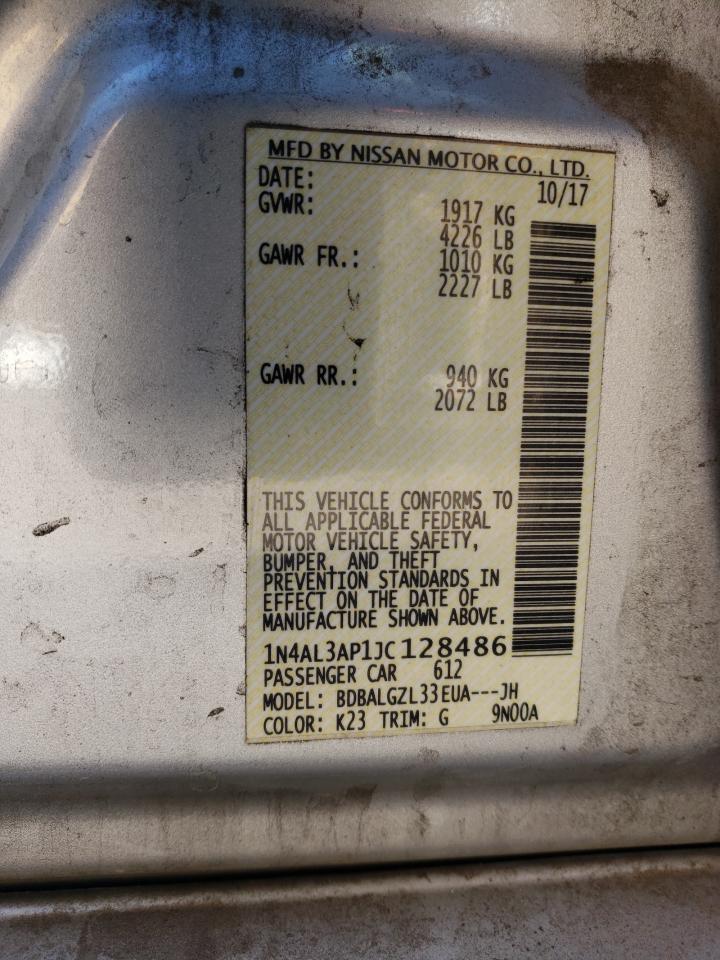 MFD BY NISSAN MOTOR CO., LTD.
DATE: 10/17
GVWR: 1917 KG
4226 LB
GAWR FR.: 1010 KG
2227 LB
GAWR RR.: 940 KG
2072 LB
THIS VEHICLE CONFORMS TO
ALL APPLICABLE FEDERAL
MOTOR VEHICLE SAFETY,
BUMPER, AND THEFT
PREVENTION STANDARDS IN
EFFECT ON THE DATE OF
MANUFACTURE SHOWN ABOVE.
1N4AL3AP1JC128486
PASSENGER CAR 612
MODEL: BDBALGZL33EUA---JH
COLOR: K23 TRIM: G 9N00A